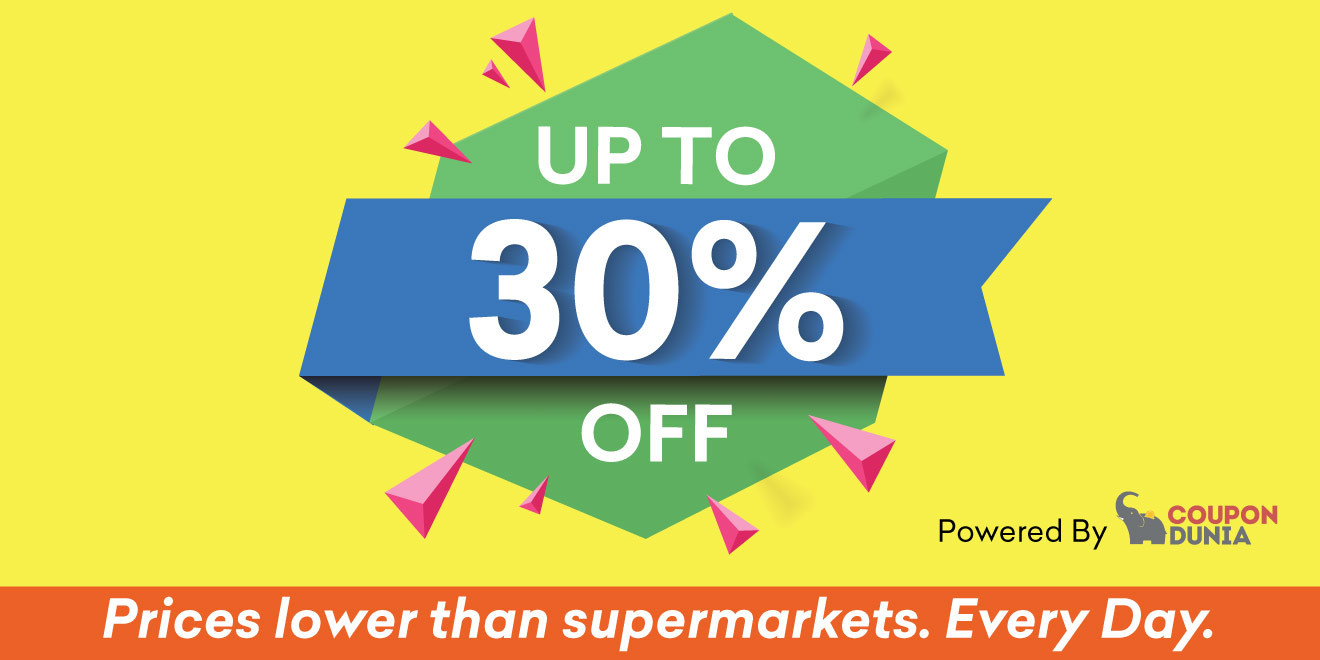 UP TO
30%
OFF
Powered By
COUPON
DUNIA
Prices lower than supermarkets. Every Day.